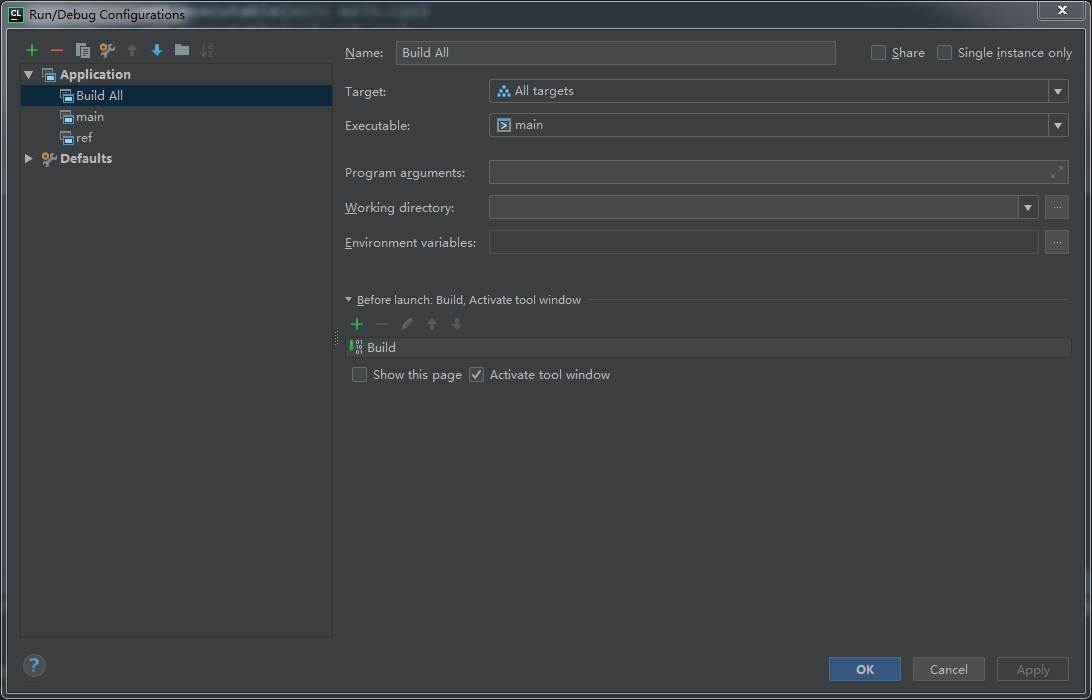 CL Run/Debug Configurations
Name: Build All Share Single instance only
Application
Build All
main
ref
Defaults
Target: All targets
Executable: main
Program arguments:
Working directory: ...
Environment variables: ...
Before launch: Build, Activate tool window
Build
Show this page Activate tool window
? OK Cancel Apply